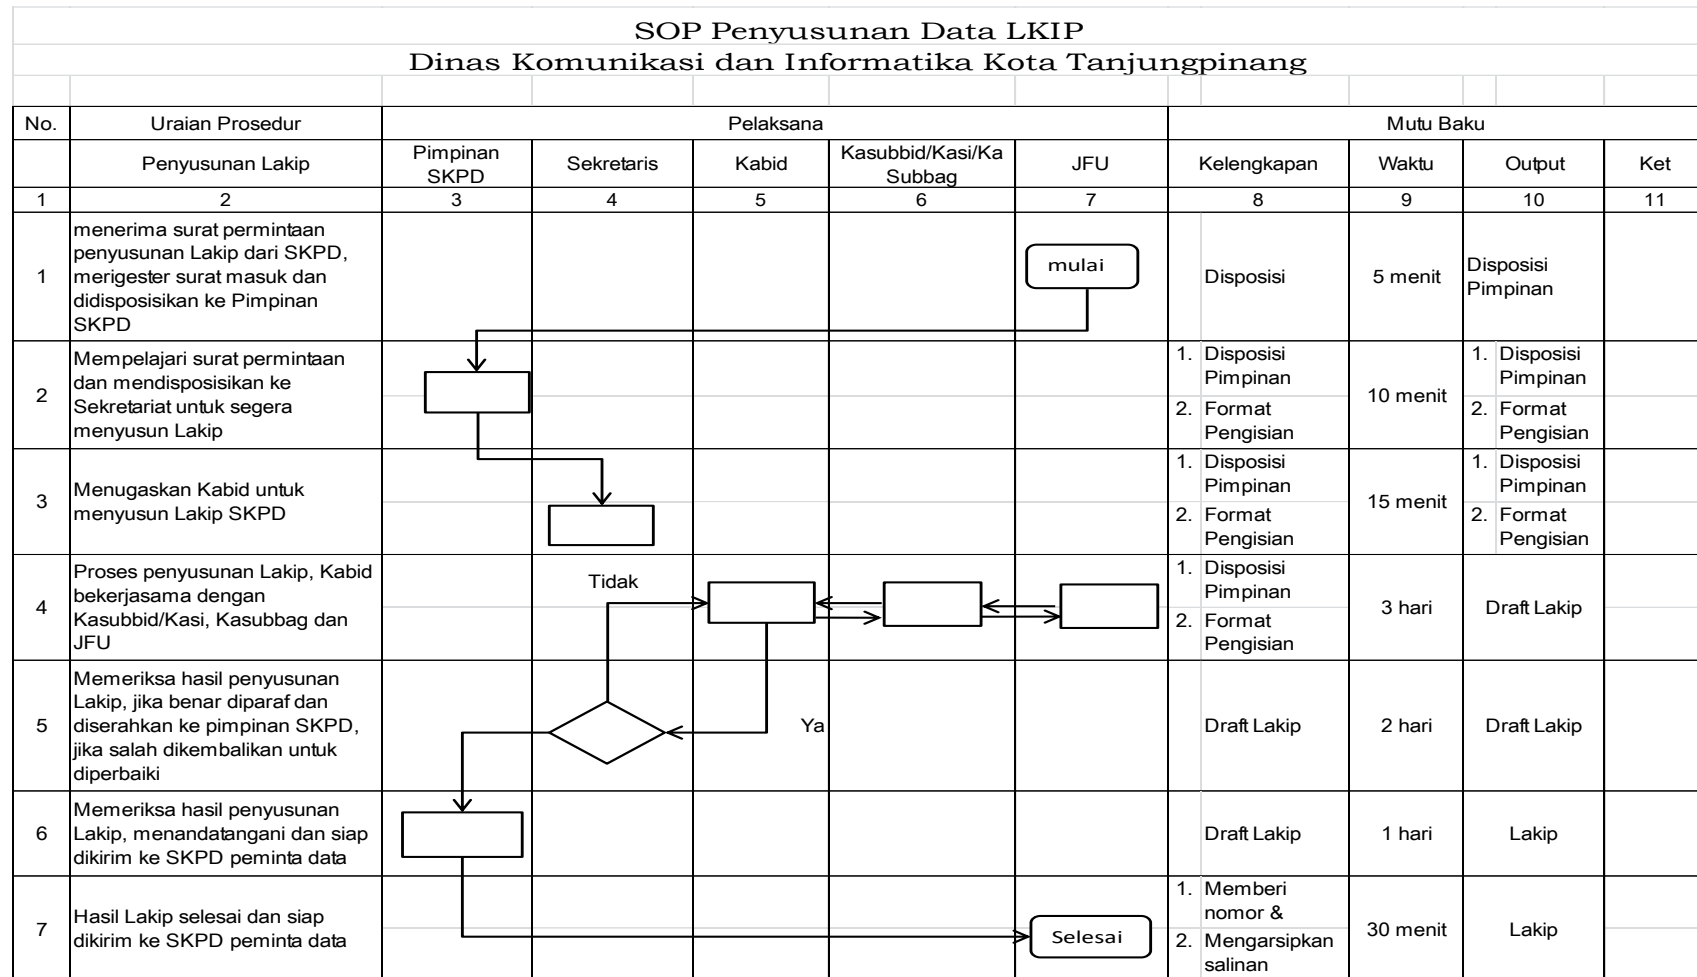 SOP Penyusunan Data LKIP
Dinas Komunikasi dan Informatika Kota Tanjungpinang
No.
Uraian Prosedur
Pelaksana
Mutu Baku
Penyusunan Lakip
Pimpinan
SKPD
Sekretaris
Kabid
Kasubbid/Kasi/Ka
Subbag
JFU
Kelengkapan
Waktu
Output
Ket
1
2
3
4
5
6
7
8
9
10
11
1
menerima surat permintaan
penyusunan Lakip dari SKPD,
merigester surat masuk dan
didisposisikan ke Pimpinan
SKPD
mulai
Disposisi
5 menit
Disposisi
Pimpinan
2
Mempelajari surat permintaan
dan mendisposisikan ke
Sekretariat untuk segera
menyusun Lakip
1. Disposisi
Pimpinan
2. Format
Pengisian
10 menit
1. Disposisi
Pimpinan
2. Format
Pengisian
3
Menugaskan Kabid untuk
menyusun Lakip SKPD
1. Disposisi
Pimpinan
2. Format
Pengisian
15 menit
1. Disposisi
Pimpinan
2. Format
Pengisian
4
Proses penyusunan Lakip, Kabid
bekerjasama dengan
Kasubbid/Kasi, Kasubbag dan
JFU
Tidak
1. Disposisi
Pimpinan
2. Format
Pengisian
3 hari
Draft Lakip
5
Memeriksa hasil penyusunan
Lakip, jika benar diparaf dan
diserahkan ke pimpinan SKPD,
jika salah dikembalikan untuk
diperbaiki
Ya
Draft Lakip
2 hari
Draft Lakip
6
Memeriksa hasil penyusunan
Lakip, menandatangani dan siap
dikirim ke SKPD peminta data
Draft Lakip
1 hari
Lakip
7
Hasil Lakip selesai dan siap
dikirim ke SKPD peminta data
Selesai
1. Memberi
nomor &
2. Mengarsipkan
salinan
30 menit
Lakip